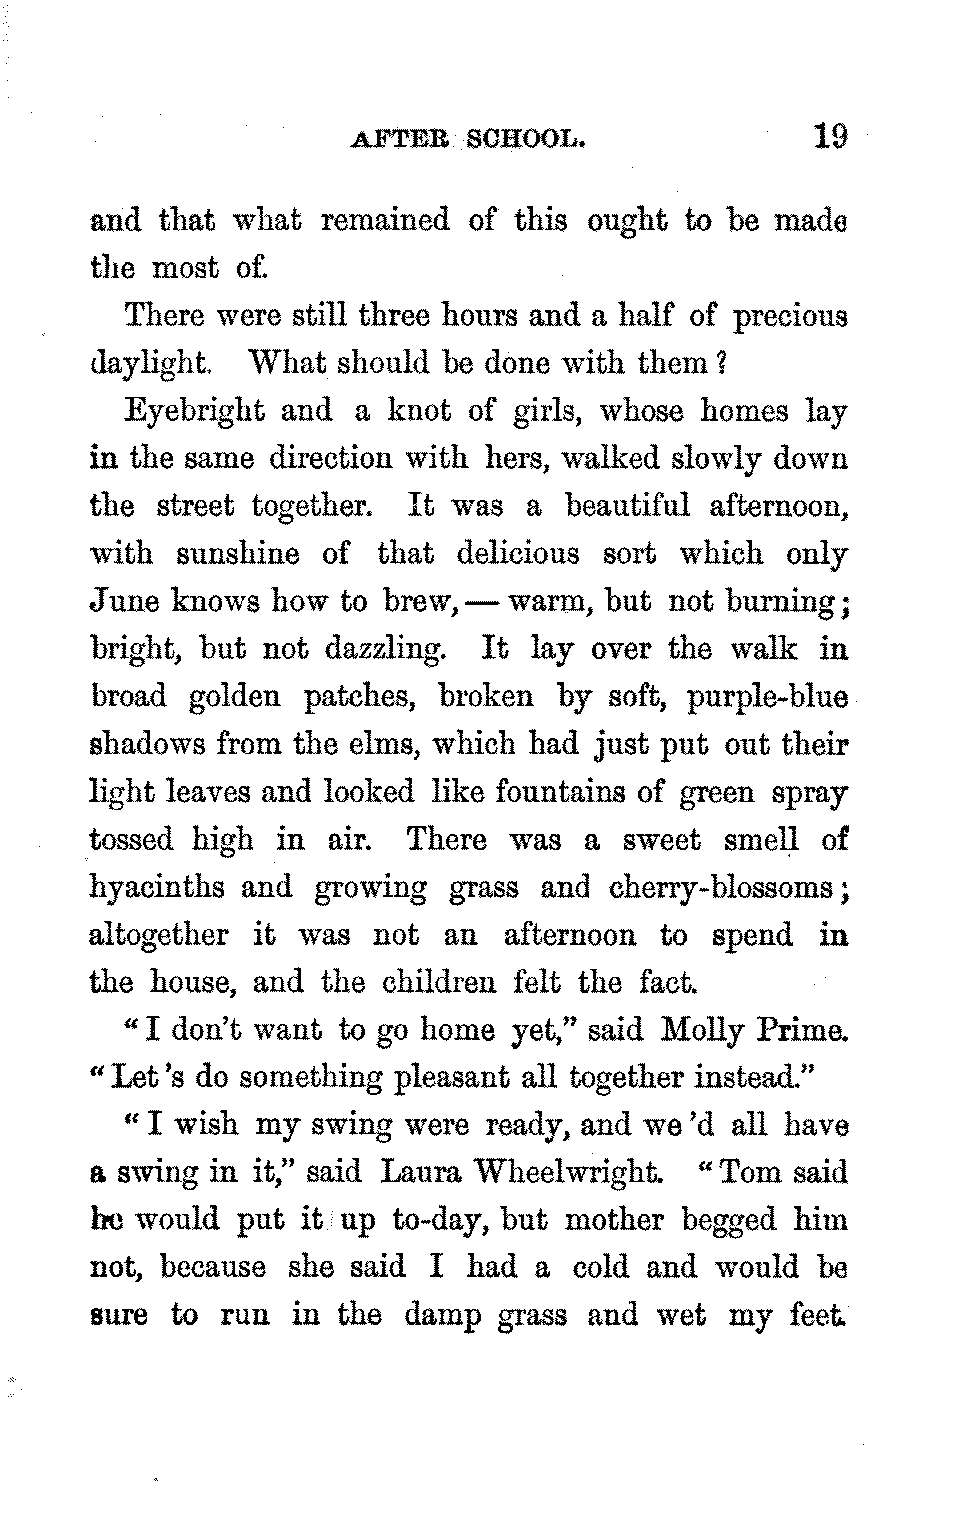 AFTER SCHOOL. 19
and that what remained of this ought to be made
the most of.
There were still three hours and a half of precious
daylight. What should be done with them?
Eyebright and a knot of girls, whose homes lay
in the same direction with hers, walked slowly down
the street together. It was a beautiful afternoon,
with sunshine of that delicious sort which only
June knows how to brew,— warm, but not burning;
bright, but not dazzling. It lay over the walk in
broad golden patches, broken by soft, purple-blue
shadows from the elms, which had just put out their
light leaves and looked like fountains of green spray
tossed high in air. There was a sweet smell of
hyacinths and growing grass and cherry-blossoms;
altogether it was not an afternoon to spend in
the house, and the children felt the fact.
“I don't want to go home yet,” said Molly Prime.
“Let 's do something pleasant all together instead.”
“I wish my swing were ready, and we 'd all have
a swing in it,” said Laura Wheelwright. “Tom said
he would put it up to-day, but mother begged him
not, because she said I had a cold and would be
sure to run in the damp grass and wet my feet.